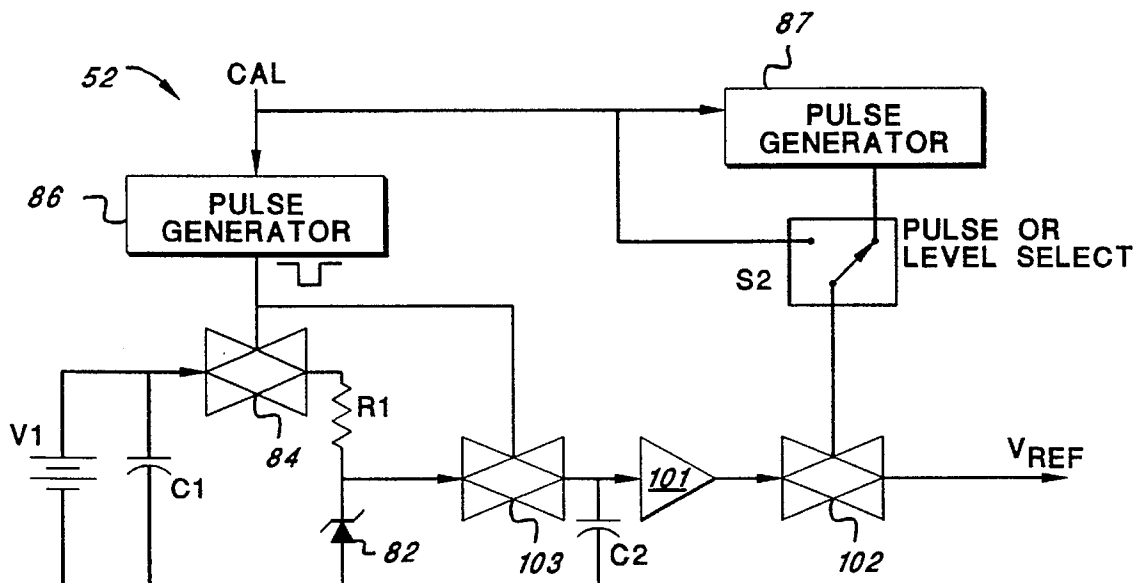 87
52
CAL
PULSE
GENERATOR
86
PULSE
GENERATOR
PULSE OR
LEVEL SELECT
S2
R1
V1
84
C1
VREF
101
82
103
C2
102